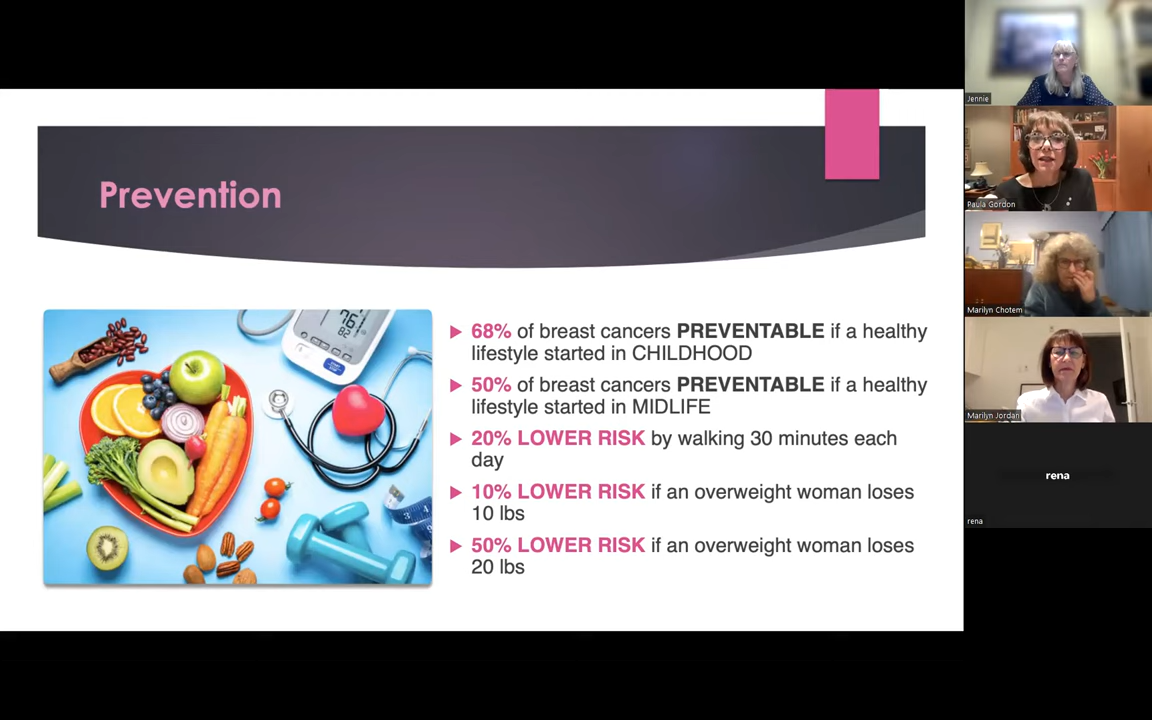 Prevention
68% of breast cancers PREVENTABLE if a healthy
lifestyle started in CHILDHOOD
50% of breast cancers PREVENTABLE if a healthy
lifestyle started in MIDLIFE
20% LOWER RISK by walking 30 minutes each
day
10% LOWER RISK if an overweight woman loses
10 lbs
50% LOWER RISK if an overweight woman loses
20 lbs
Jennie
Paula Gordon
Marilyn Chotem
Marilyn Jordan
rena
rena